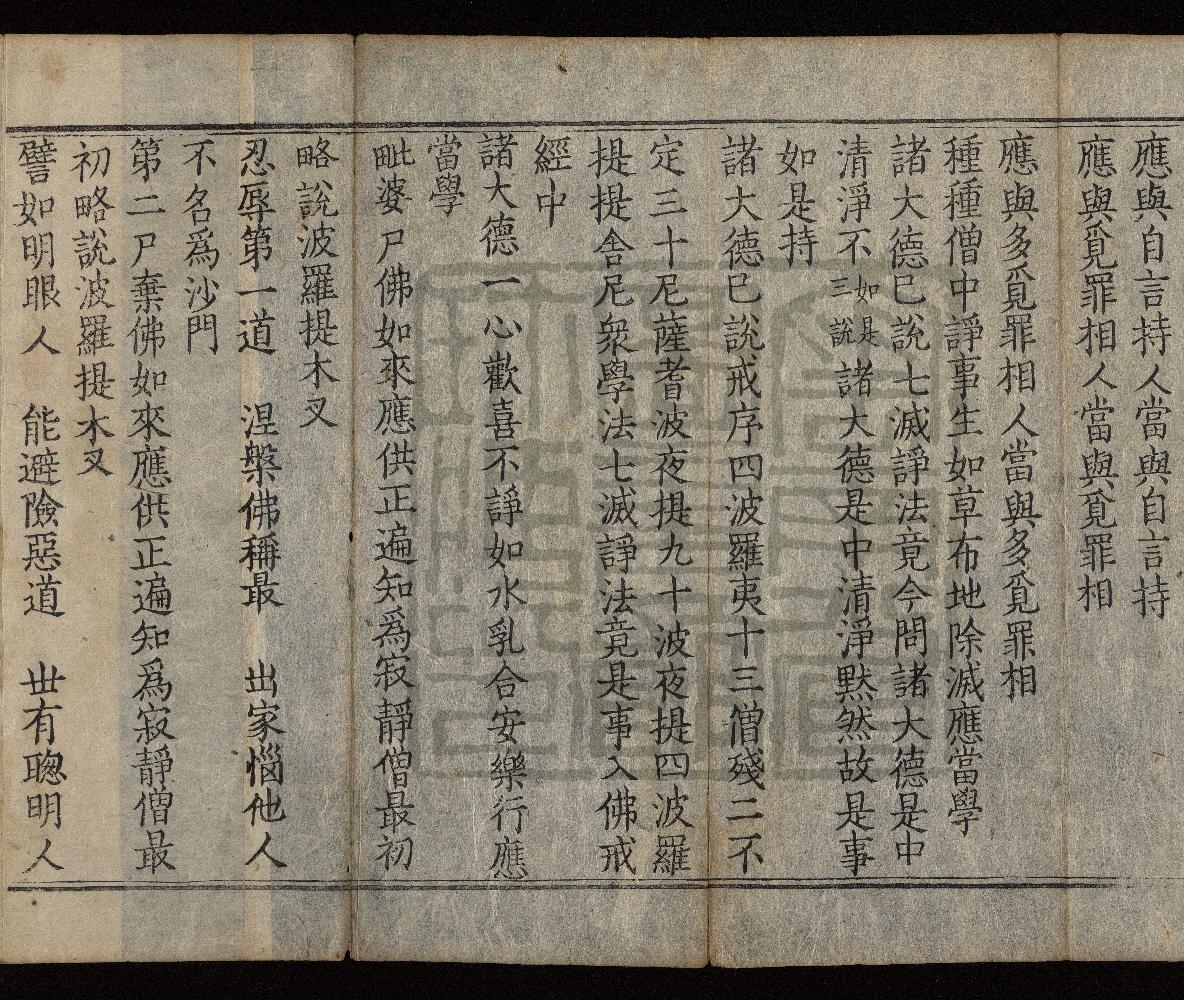 應與自言持人當與自言持
應與覓罪相人當與覓罪相
應與多覓罪相人當與多覓罪相
種種僧中諍事生如草布地除滅應當學
諸大德已說七滅諍法竟今問諸大德是中
清淨不如是三說諸大德是中清淨默然故是事
如是持
諸大德已說戒序四波羅夷十三僧殘二不
定三十尼薩耆波夜提九十波夜提四波羅
提提舍尼衆學法七滅諍法竟是事入佛戒
經中
諸大德一心歡喜不諍如水乳合安樂行應
當學
毗婆尸佛如來應供正遍知爲寂靜僧最初
略說波羅提木叉
忍辱第一道　涅槃佛稱最　出家惱他人
不名爲沙門
第二尸棄佛如來應供正遍知爲寂靜僧最
初略說波羅提木叉
譬如明眼人　能避險惡道　世有聰明人